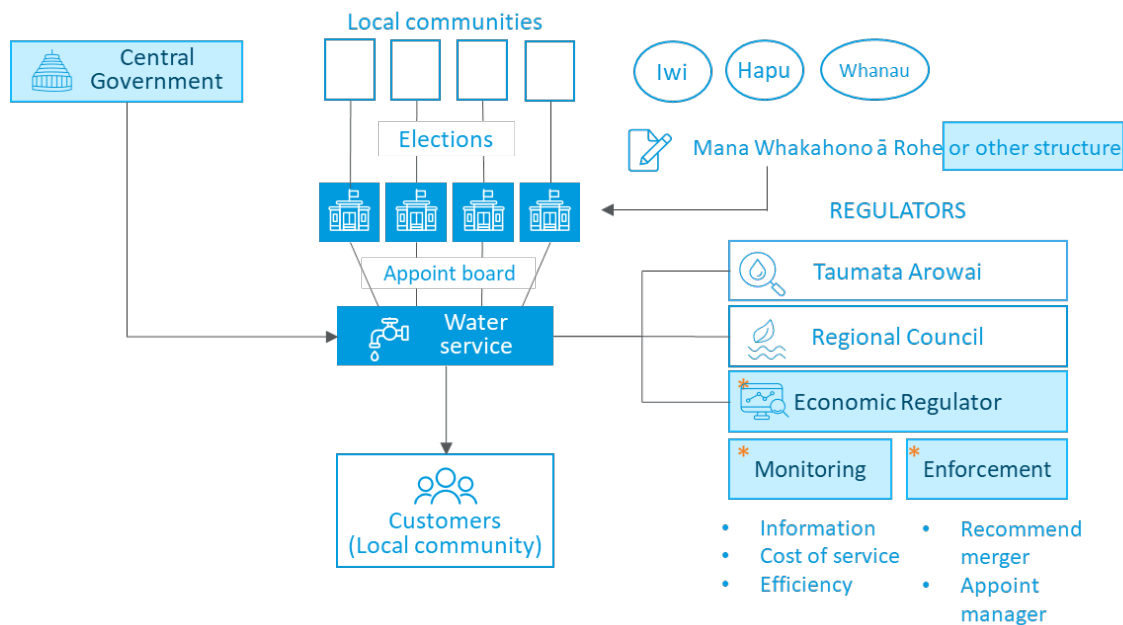 Local communities
Central
Government
Iwi
Hapu
Whanau
Elections
Mana Whakahono ā Rohe or other structure
REGULATORS
Appoint board
Taumata Arowai
Water
service
Regional Council
* Economic Regulator
* Monitoring
* Enforcement
Customers
(Local community)
• Information
• Cost of service
• Efficiency
• Recommend
merger
• Appoint
manager